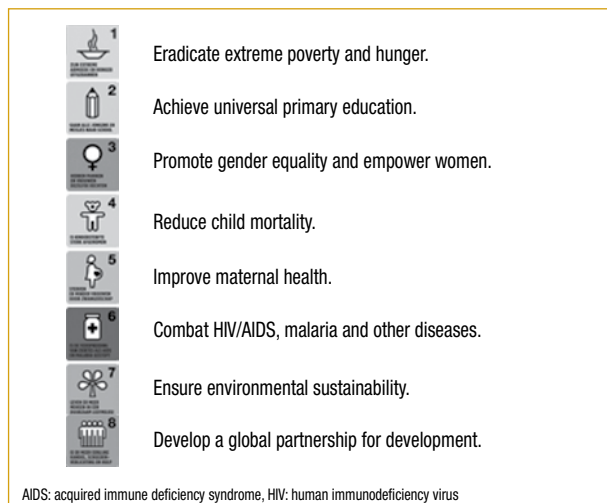 1
Eradicate extreme poverty and hunger.
2
Achieve universal primary education.
3
Promote gender equality and empower women.
4
Reduce child mortality.
5
Improve maternal health.
6
Combat HIV/AIDS, malaria and other diseases.
7
Ensure environmental sustainability.
8
Develop a global partnership for development.
AIDS: acquired immune deficiency syndrome, HIV: human immunodeficiency virus